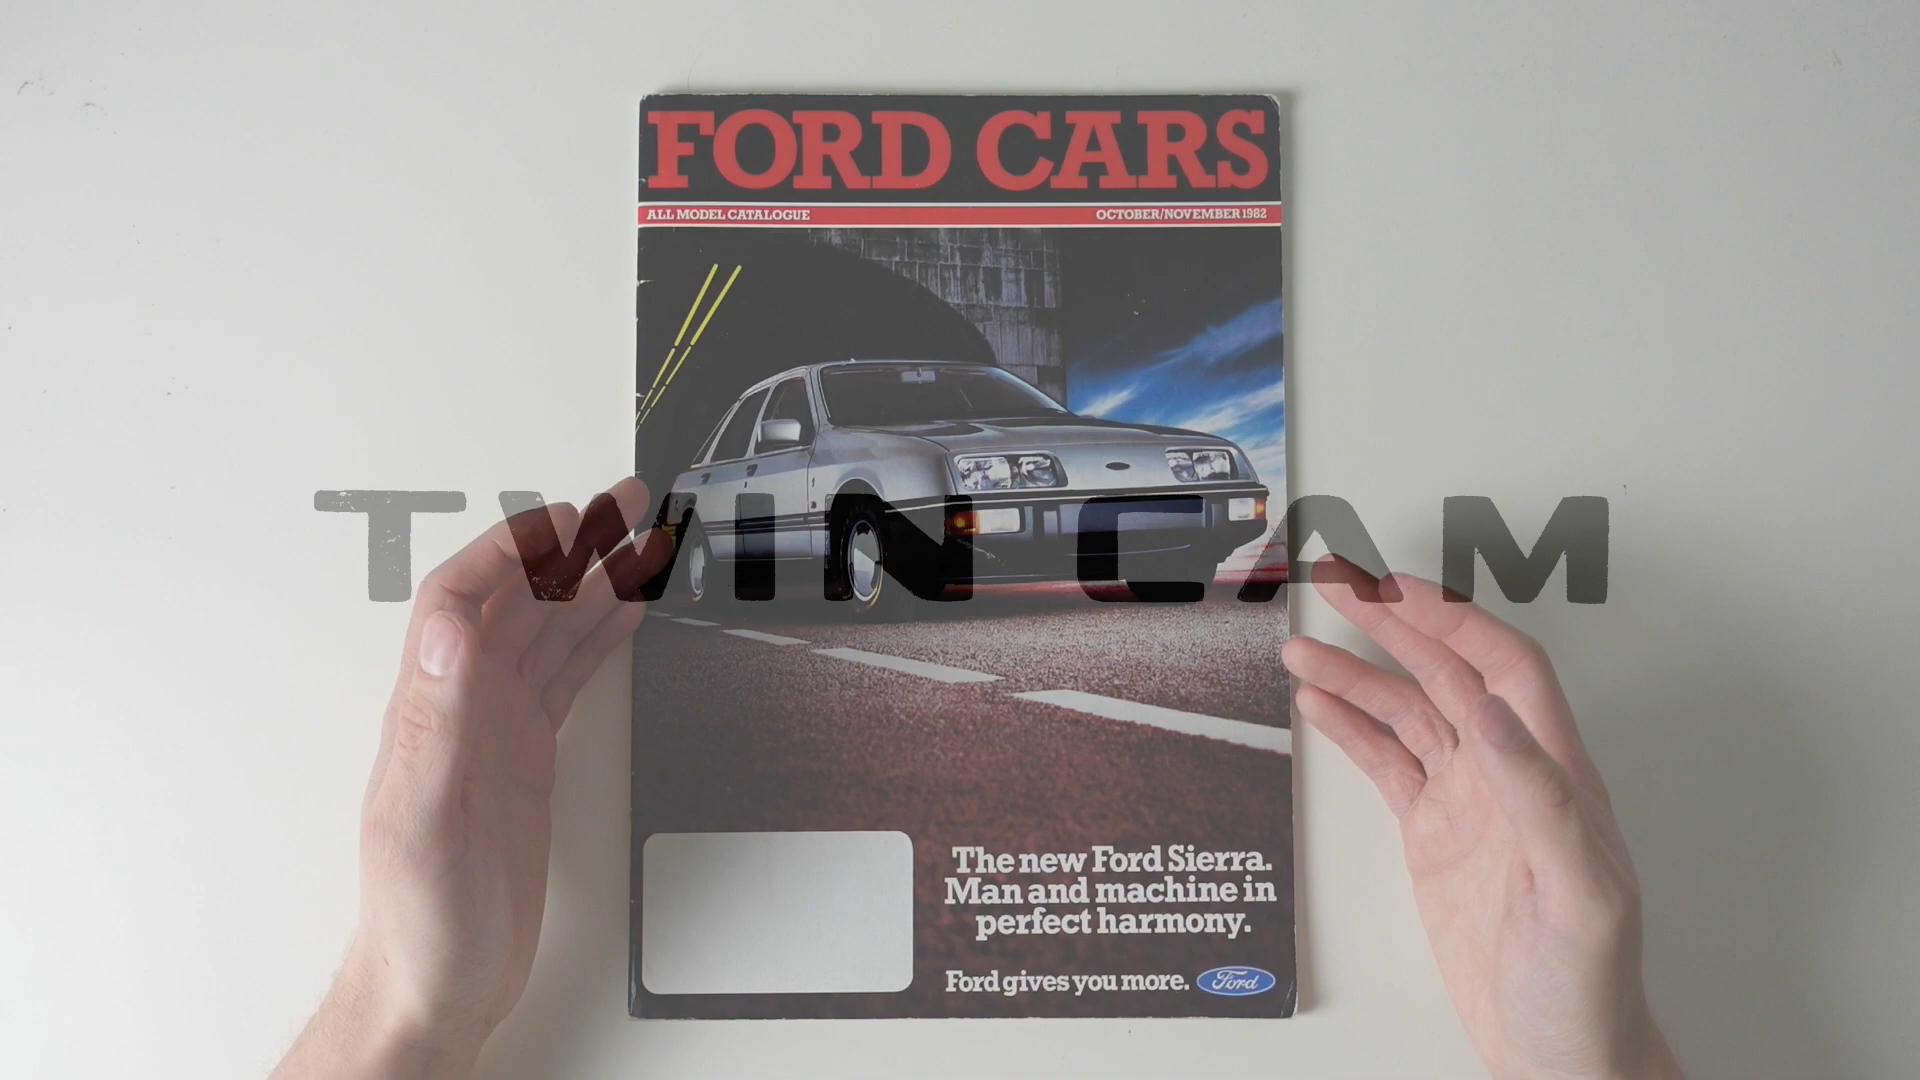 FORD CARS
ALL MODEL CATALOGUE
OCTOBER/NOVEMBER 1982
TWIN CAM
The new Ford Sierra.
Man and machine in
perfect harmony.
Ford gives you more.
Ford